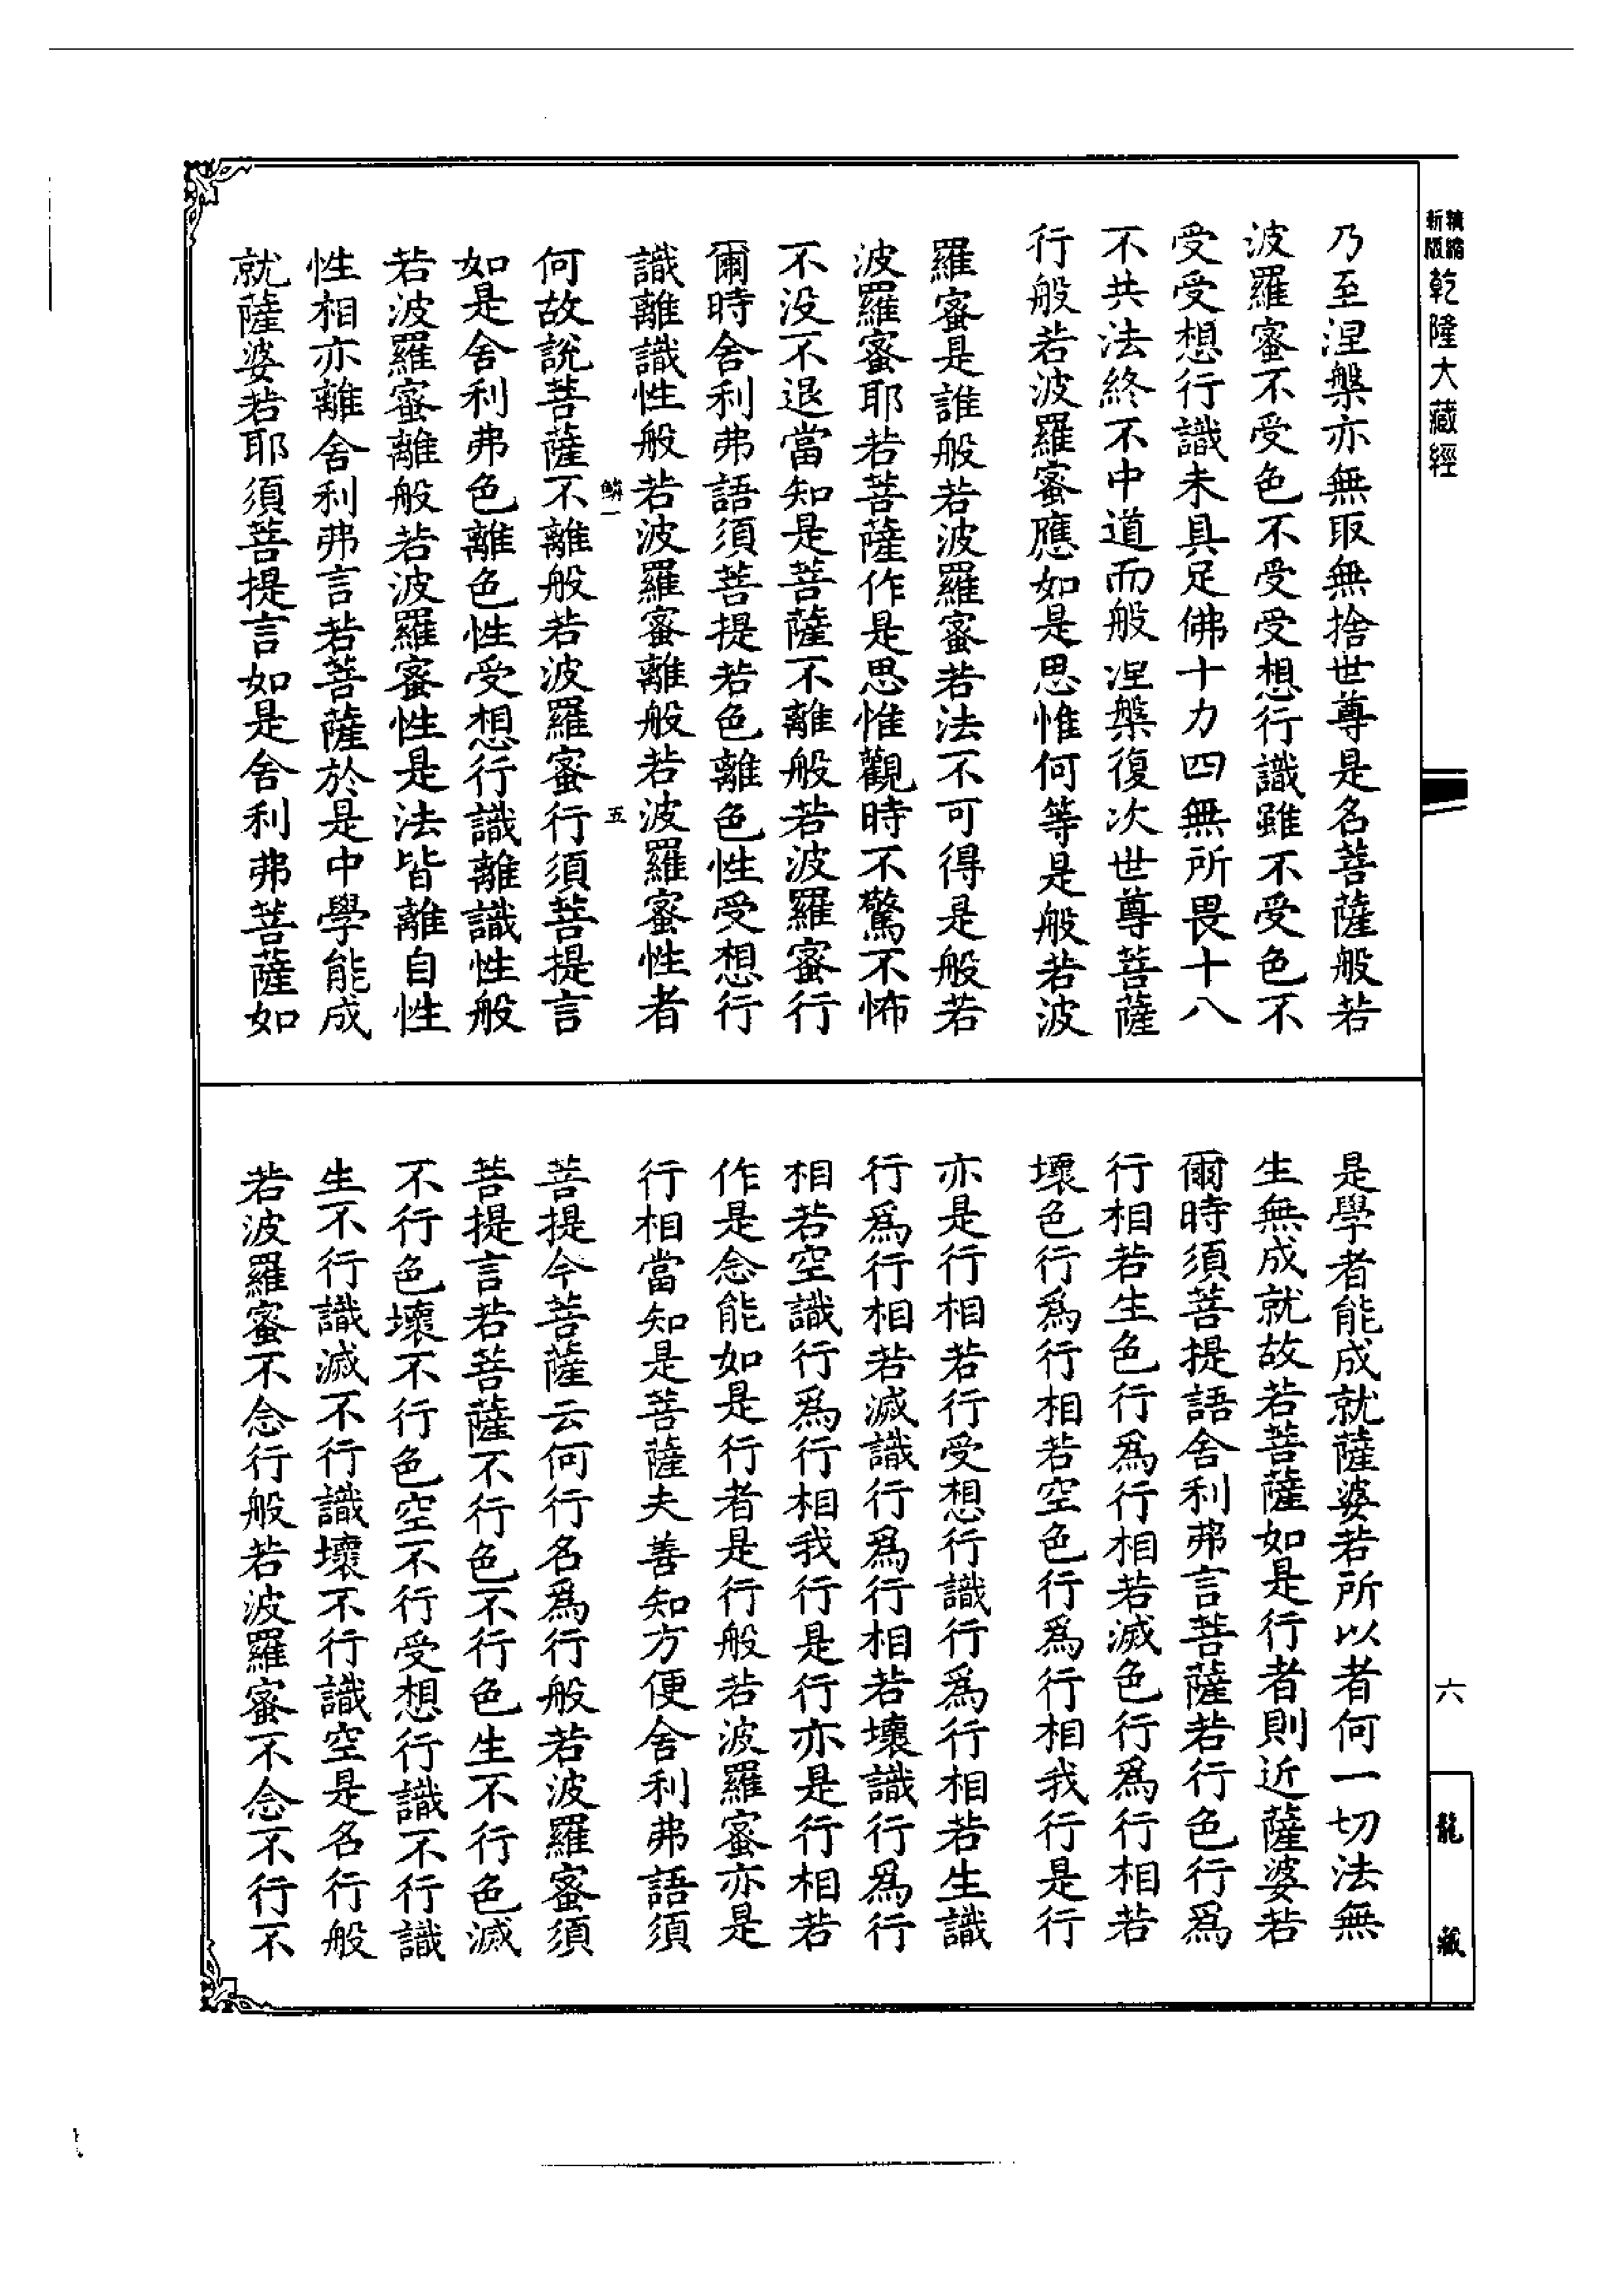 新版 精縮 乾隆大藏經
乃至涅槃亦無取無捨世尊是名菩薩般若
波羅蜜不受色不受受想行識雖不受色不
受受想行識未具足佛十力四無所畏十八
不共法終不中道而般涅槃復次世尊菩薩
行般若波羅蜜應如是思惟何等是般若波
羅蜜是誰般若波羅蜜若法不可得是般若
波羅蜜耶若菩薩作是思惟觀時不驚不怖
不没不退當知是菩薩不離般若波羅蜜行
爾時舍利弗語須菩提若色離色性受想行
識離識性般若波羅蜜離般若波羅蜜性者
鱗一 五
何故說菩薩不離般若波羅蜜行須菩提言
如是舍利弗色離色性受想行識離識性般
若波羅蜜離般若波羅蜜性是法皆離自性
性相亦離舍利弗言若菩薩於是中學能成
就薩婆若耶須菩提言如是舍利弗菩薩如
是學者能成就薩婆若所以者何一切法無
生無成就故若菩薩如是行者則近薩婆若
爾時須菩提語舍利弗言菩薩若行色行爲
行相若生色行爲行相若滅色行爲行相若
壞色行爲行相若空色行爲行相我行是行
亦是行相若行受想行識行爲行相若生識
行爲行相若滅識行爲行相若壞識行爲行
相若空識行爲行相我行是行亦是行相若
作是念能如是行者是行般若波羅蜜亦是
行相當知是菩薩夫善知方便舍利弗語須
菩提今菩薩云何行名爲行般若波羅蜜須
菩提言若菩薩不行色不行色生不行色滅
不行色壞不行色空不行受想行識不行識
生不行識滅不行識壞不行識空是名行般
若波羅蜜不念行般若波羅蜜不念不行不
六
龍藏